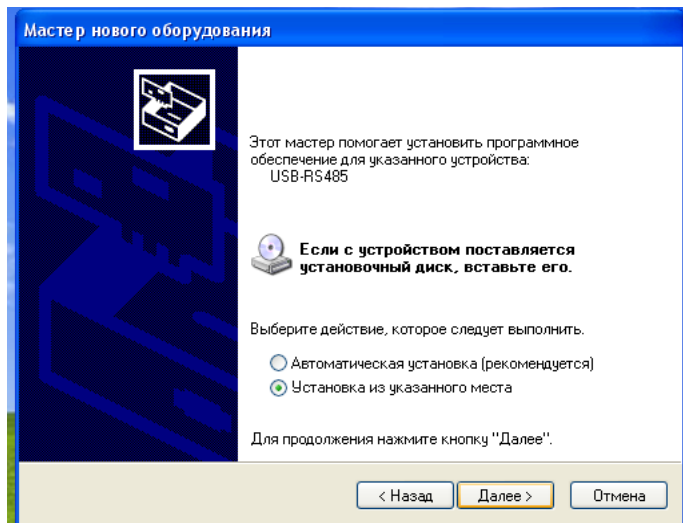 Мастер нового оборудования
Этот мастер помогает установить программное
обеспечение для указанного устройства:
USB-RS485
Если с устройством поставляется
установочный диск, вставьте его.
Выберите действие, которое следует выполнить.
Автоматическая установка (рекомендуется)
Установка из указанного места
Для продолжения нажмите кнопку "Далее".
< Назад Далее > Отмена